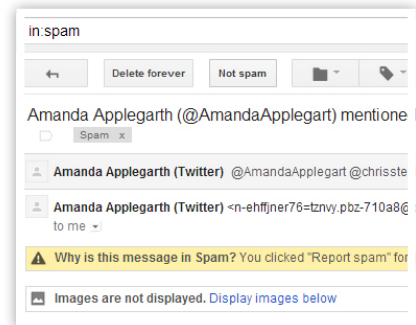 in:spam
Delete forever Not spam
Amanda Applegarth (@AmandaApplegart) mentione
Spam x
Amanda Applegarth (Twitter) @AmandaApplegart @chrisste
Amanda Applegarth (Twitter) <n-ehffjner76=tznvy.pbz-710a8@
to me
Why is this message in Spam? You clicked "Report spam" for
Images are not displayed. Display images below